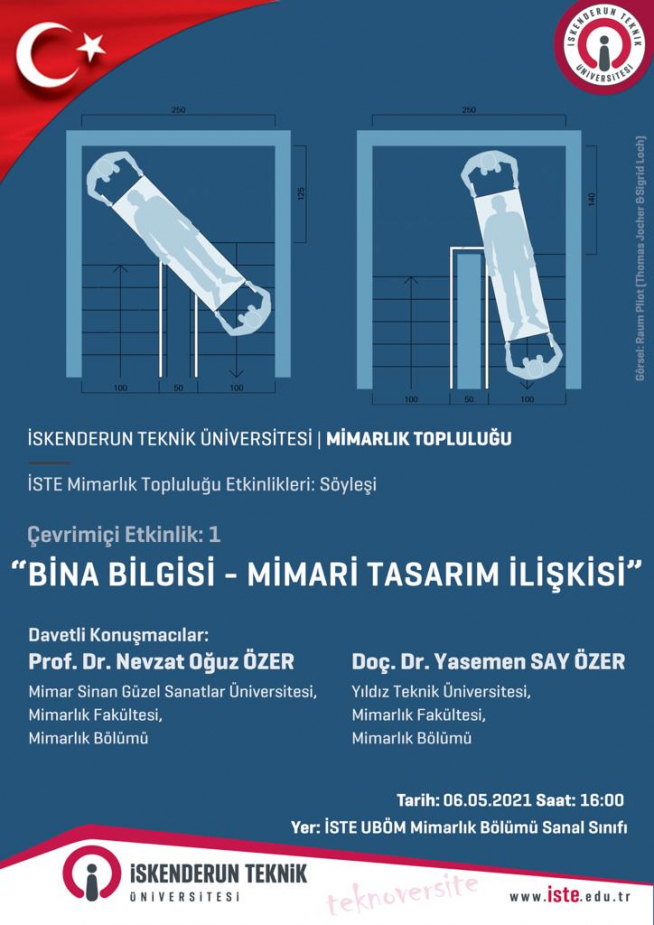 İSKENDERUN TEKNİK
ÜNİVERSİTESİ
250
125
100
50
100
250
140
100
50
100
Görsel: Raum Pliot (Thomas Jocher & Sigrid Loch)
İSKENDERUN TEKNİK ÜNİVERSİTESİ | MİMARLIK TOPLULUĞU
İSTE Mimarlık Topluluğu Etkinlikleri: Söyleşi
Çevrimiçi Etkinlik: 1
“BİNA BİLGİSİ - MİMARİ TASARIM İLİŞKİSİ”
Davetli Konuşmacılar:
Prof. Dr. Nevzat Oğuz ÖZER
Mimar Sinan Güzel Sanatlar Üniversitesi,
Mimarlık Fakültesi,
Mimarlık Bölümü
Doç. Dr. Yasemen SAY ÖZER
Yıldız Teknik Üniversitesi,
Mimarlık Fakültesi,
Mimarlık Bölümü
Tarih: 06.05.2021 Saat: 16:00
Yer: İSTE UBÖM Mimarlık Bölümü Sanal Sınıfı
İSKENDERUN TEKNİK
ÜNİVERSİTESİ
teknoversite
www.iste.edu.tr